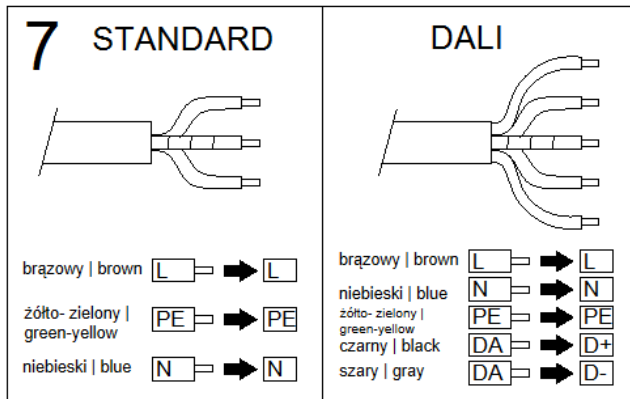 7 STANDARD
brązowy | brown L L
żółto- zielony |
green-yellow PE PE
niebieski | blue N N
DALI
brązowy | brown L L
niebieski | blue N N
żółto- zielony |
green-yellow PE PE
czarny | black DA D+
szary | gray DA D-